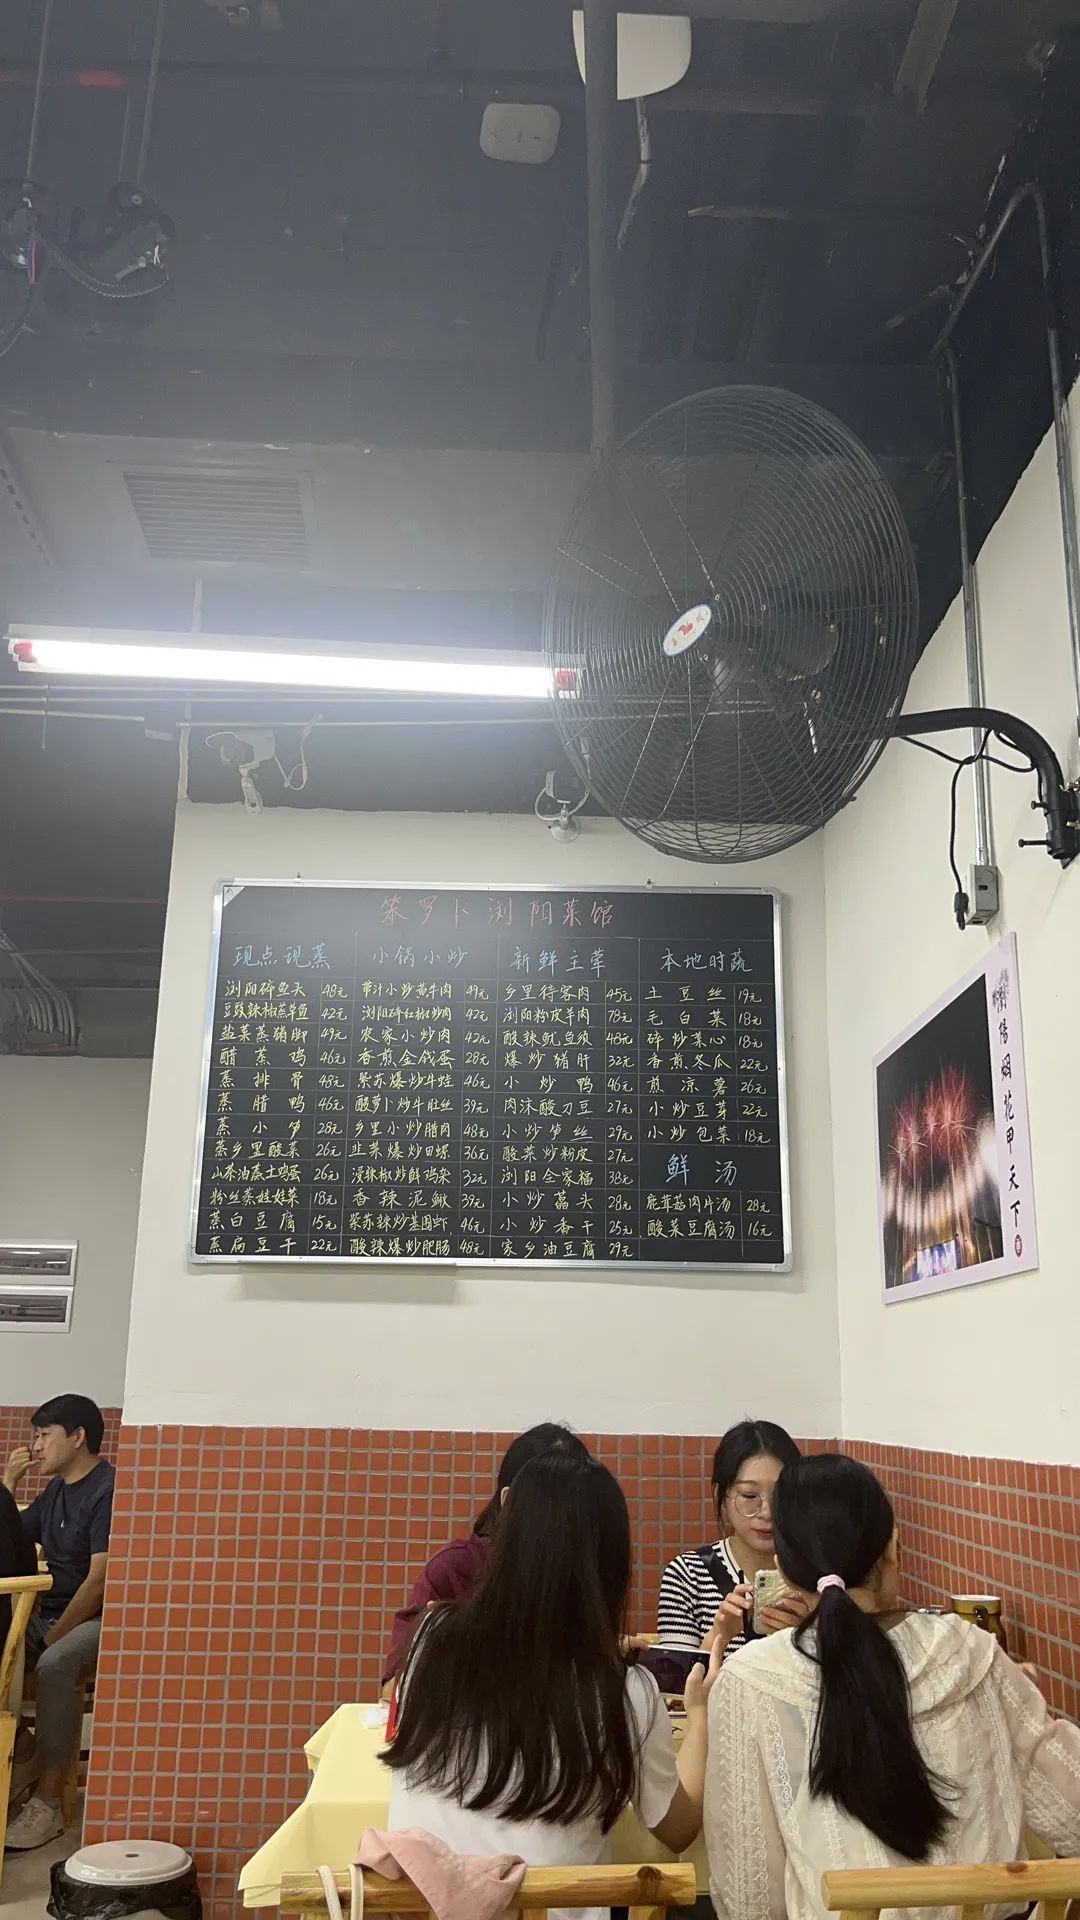 笨罗卜浏阳菜馆
现点现蒸 小锅小炒 新鲜主荤 本地时蔬
浏阳碎鱼头 48元 带汁小炒黄牛肉 49元 乡里待客肉 45元 土豆丝 19元
豆豉辣椒蒸草鱼 42元 浏阳碎红椒炒肉 42元 浏阳粉皮羊肉 78元 毛白菜 18元
盐菜蒸猪脚 49元 农家小炒肉 42元 酸辣鱿鱼须 48元 碎炒菜心 18元
醋蒸鸡 46元 香煎金钱蛋 28元 爆炒猪肝 32元 香煎冬瓜 22元
蒸排骨 48元 紫苏爆炒牛蛙 46元 小炒鸭 46元 煎凉薯 26元
蒸腊鸭 46元 酸萝卜炒牛肚丝 39元 肉沫酸刀豆 27元 小炒豆芽 22元
蒸小笋 28元 乡里小炒腊肉 48元 小炒笋丝 29元 小炒包菜 18元
蒸乡里酸菜 26元 韭菜爆炒田螺 36元 酸菜炒粉皮 27元 鲜汤
山茶油蒸土鸡蛋 26元 浸辣椒炒鲜鸡杂 32元 浏阳全家福 38元
粉丝蒸娃娃菜 18元 香辣泥鳅 39元 小炒藠头 28元 鹿茸菇肉片汤 28元
蒸白豆腐 15元 紫苏辣炒基围虾 46元 小炒香干 25元 酸菜豆腐汤 16元
蒸扁豆干 22元 酸辣爆炒肥肠 48元 家乡油豆腐 29元
浏阳烟花甲天下